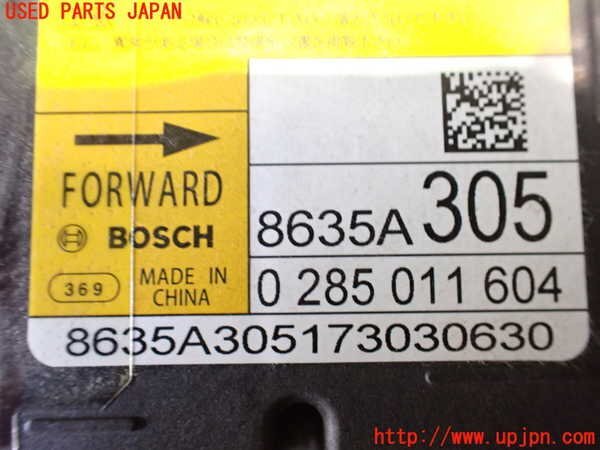 USED PARTS JAPAN
FORWARD
8635A 305
BOSCH
369
MADE IN
CHINA
0 285 011 604
8635A305173030630
http://www.upjpn.com/